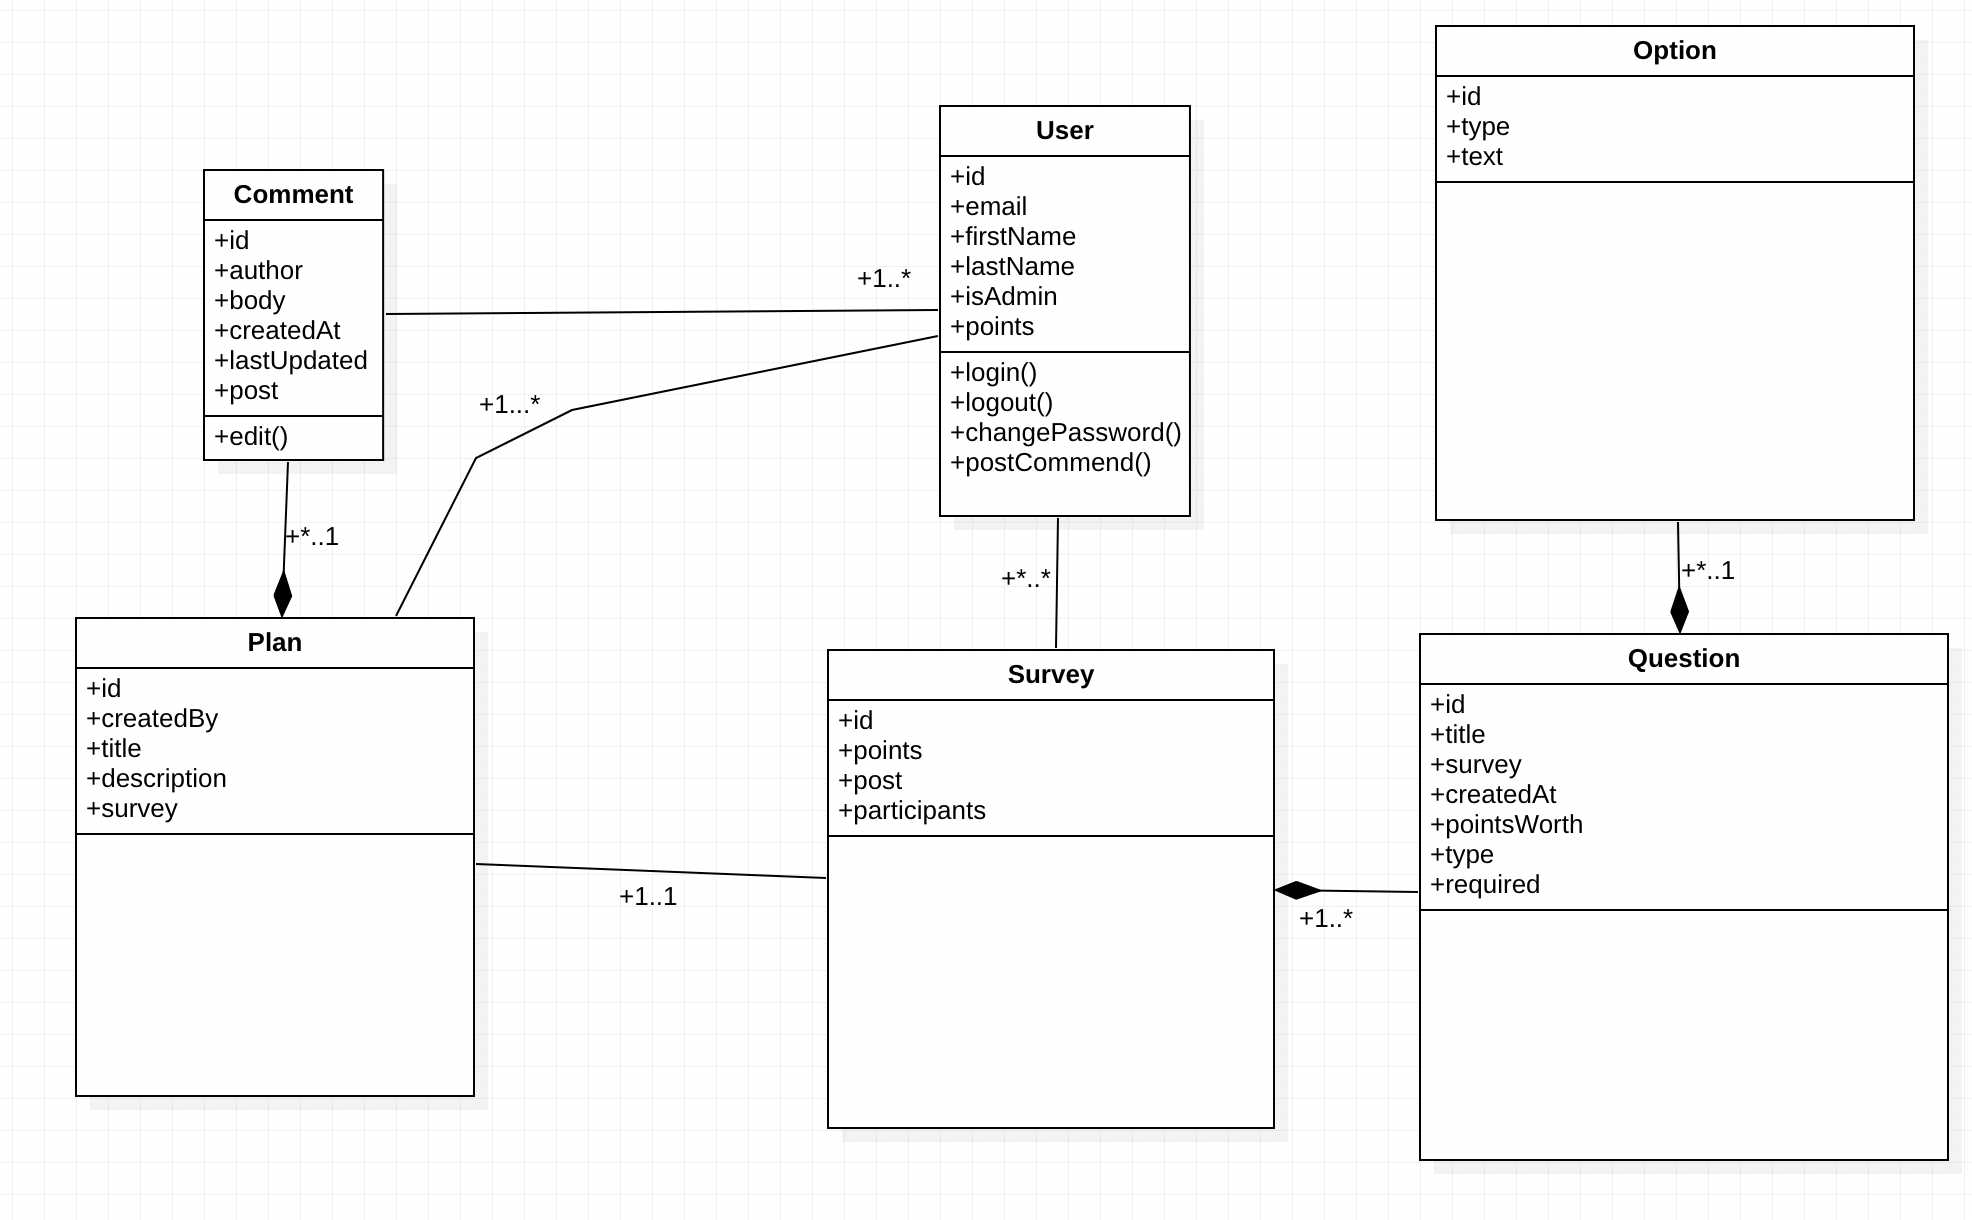 Option
+id
+type
+text
User
+id
+email
+firstName
+lastName
+isAdmin
+points
+login()
+logout()
+changePassword()
+postCommend()
Comment
+id
+author
+body
+createdAt
+lastUpdated
+post
+edit()
+1..*
+1...*
+*..1
+*..*
+*..1
Plan
+id
+createdBy
+title
+description
+survey
Survey
+id
+points
+post
+participants
Question
+id
+title
+survey
+createdAt
+pointsWorth
+type
+required
+1..1
+1..*